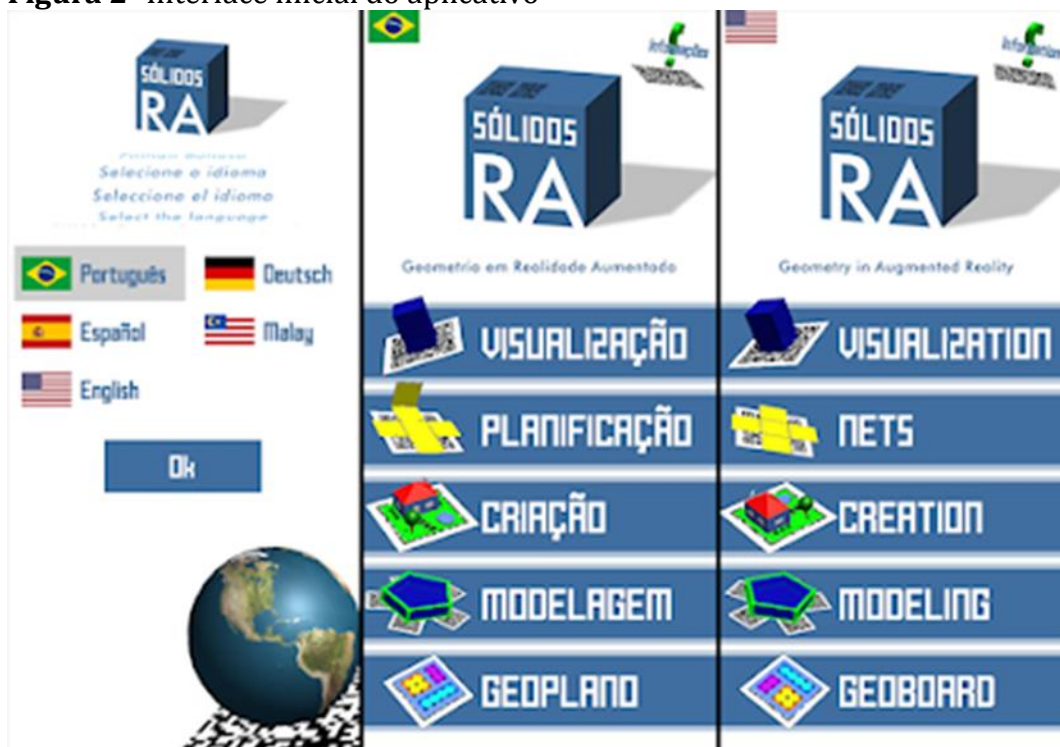 Figura 2- Interface inicial do aplicativo
SÓLIDOS
RA
Selecione o idioma
Seleccione el idioma
Select the language
Português
Deutsch
Español
Malay
English
Ok
Informações
SÓLIDOS
RA
Geometria em Realidade Aumentada
VISUALIZAÇÃO
PLANIFICAÇÃO
CRIAÇÃO
MODELAGEM
GEOPLANO
SÓLIDOS
RA
Geometry in Augmented Reality
VISUALIZATION
NETS
CREATION
MODELING
GEOBOARD